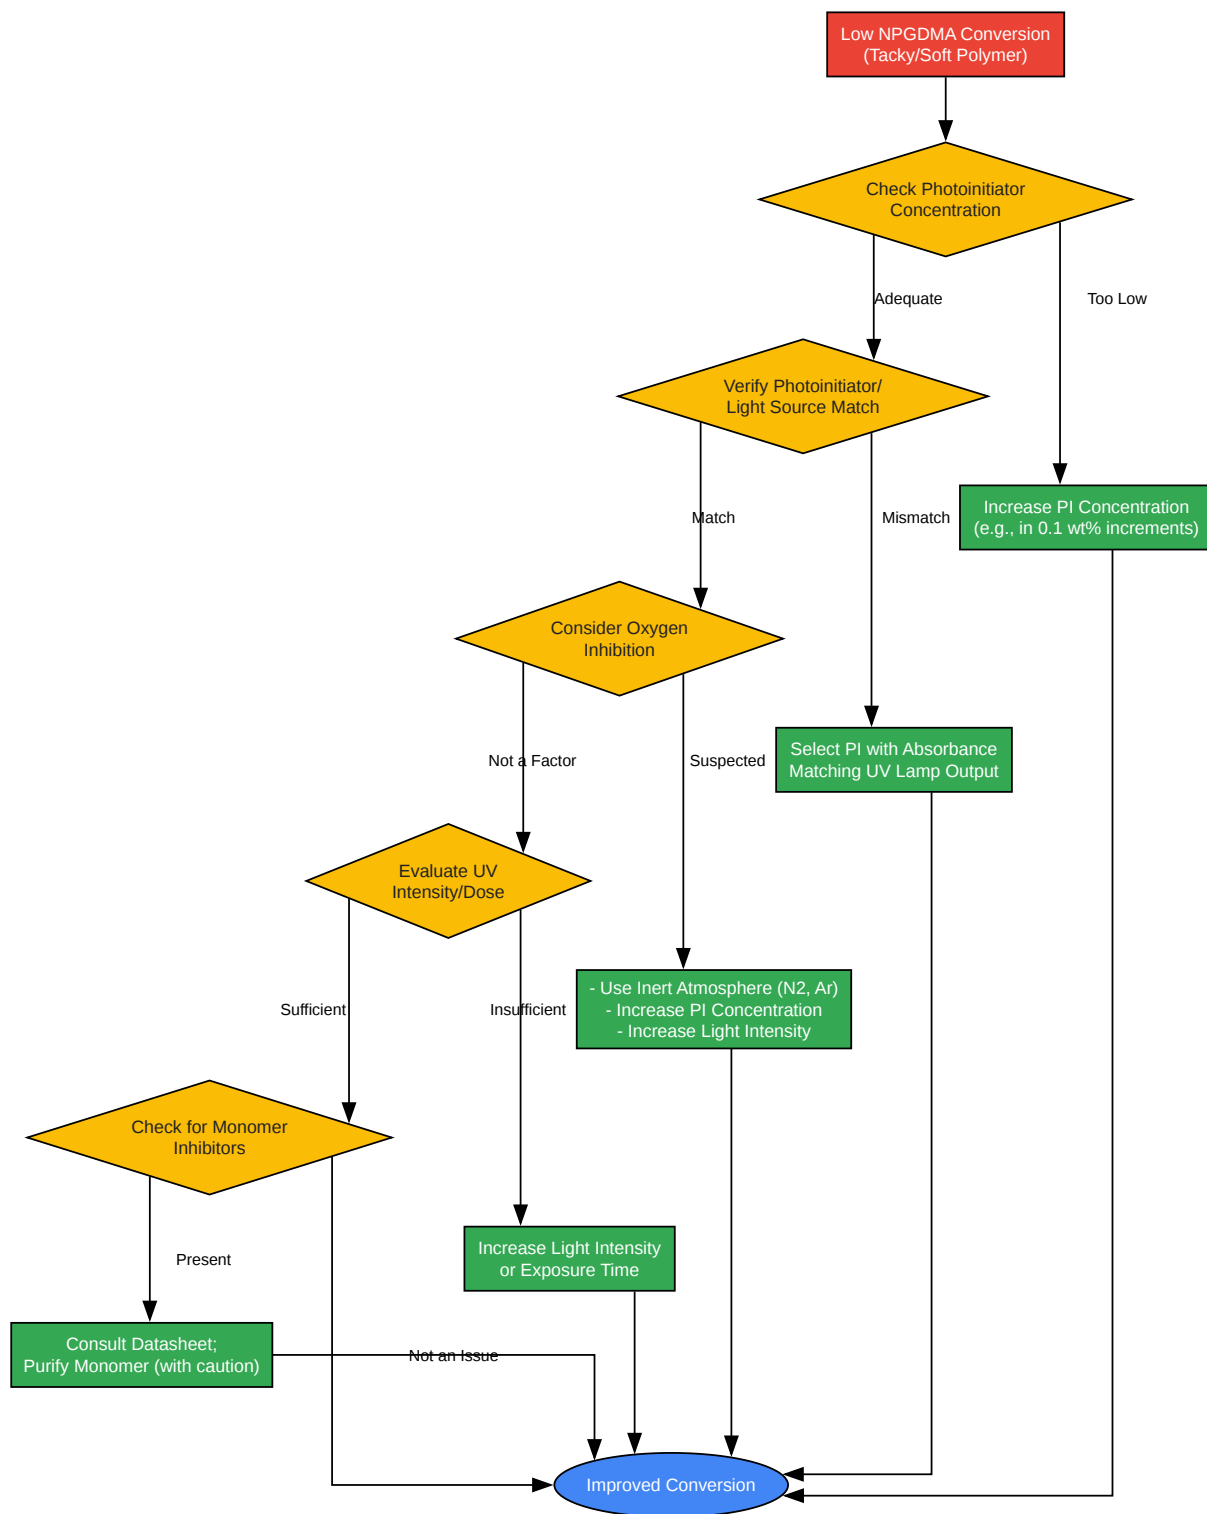 Low NPGDMA Conversion
(Tacky/Soft Polymer)
Check Photoinitiator
Concentration
Adequate
Too Low
Verify Photoinitiator/
Light Source Match
Match
Mismatch
Increase PI Concentration
(e.g., in 0.1 wt% increments)
Consider Oxygen
Inhibition
Not a Factor
Suspected
Select PI with Absorbance
Matching UV Lamp Output
Evaluate UV
Intensity/Dose
Sufficient
Insufficient
- Use Inert Atmosphere (N2, Ar)
- Increase PI Concentration
- Increase Light Intensity
Check for Monomer
Inhibitors
Present
Increase Light Intensity
or Exposure Time
Consult Datasheet;
Purify Monomer (with caution)
Not an Issue
Improved Conversion